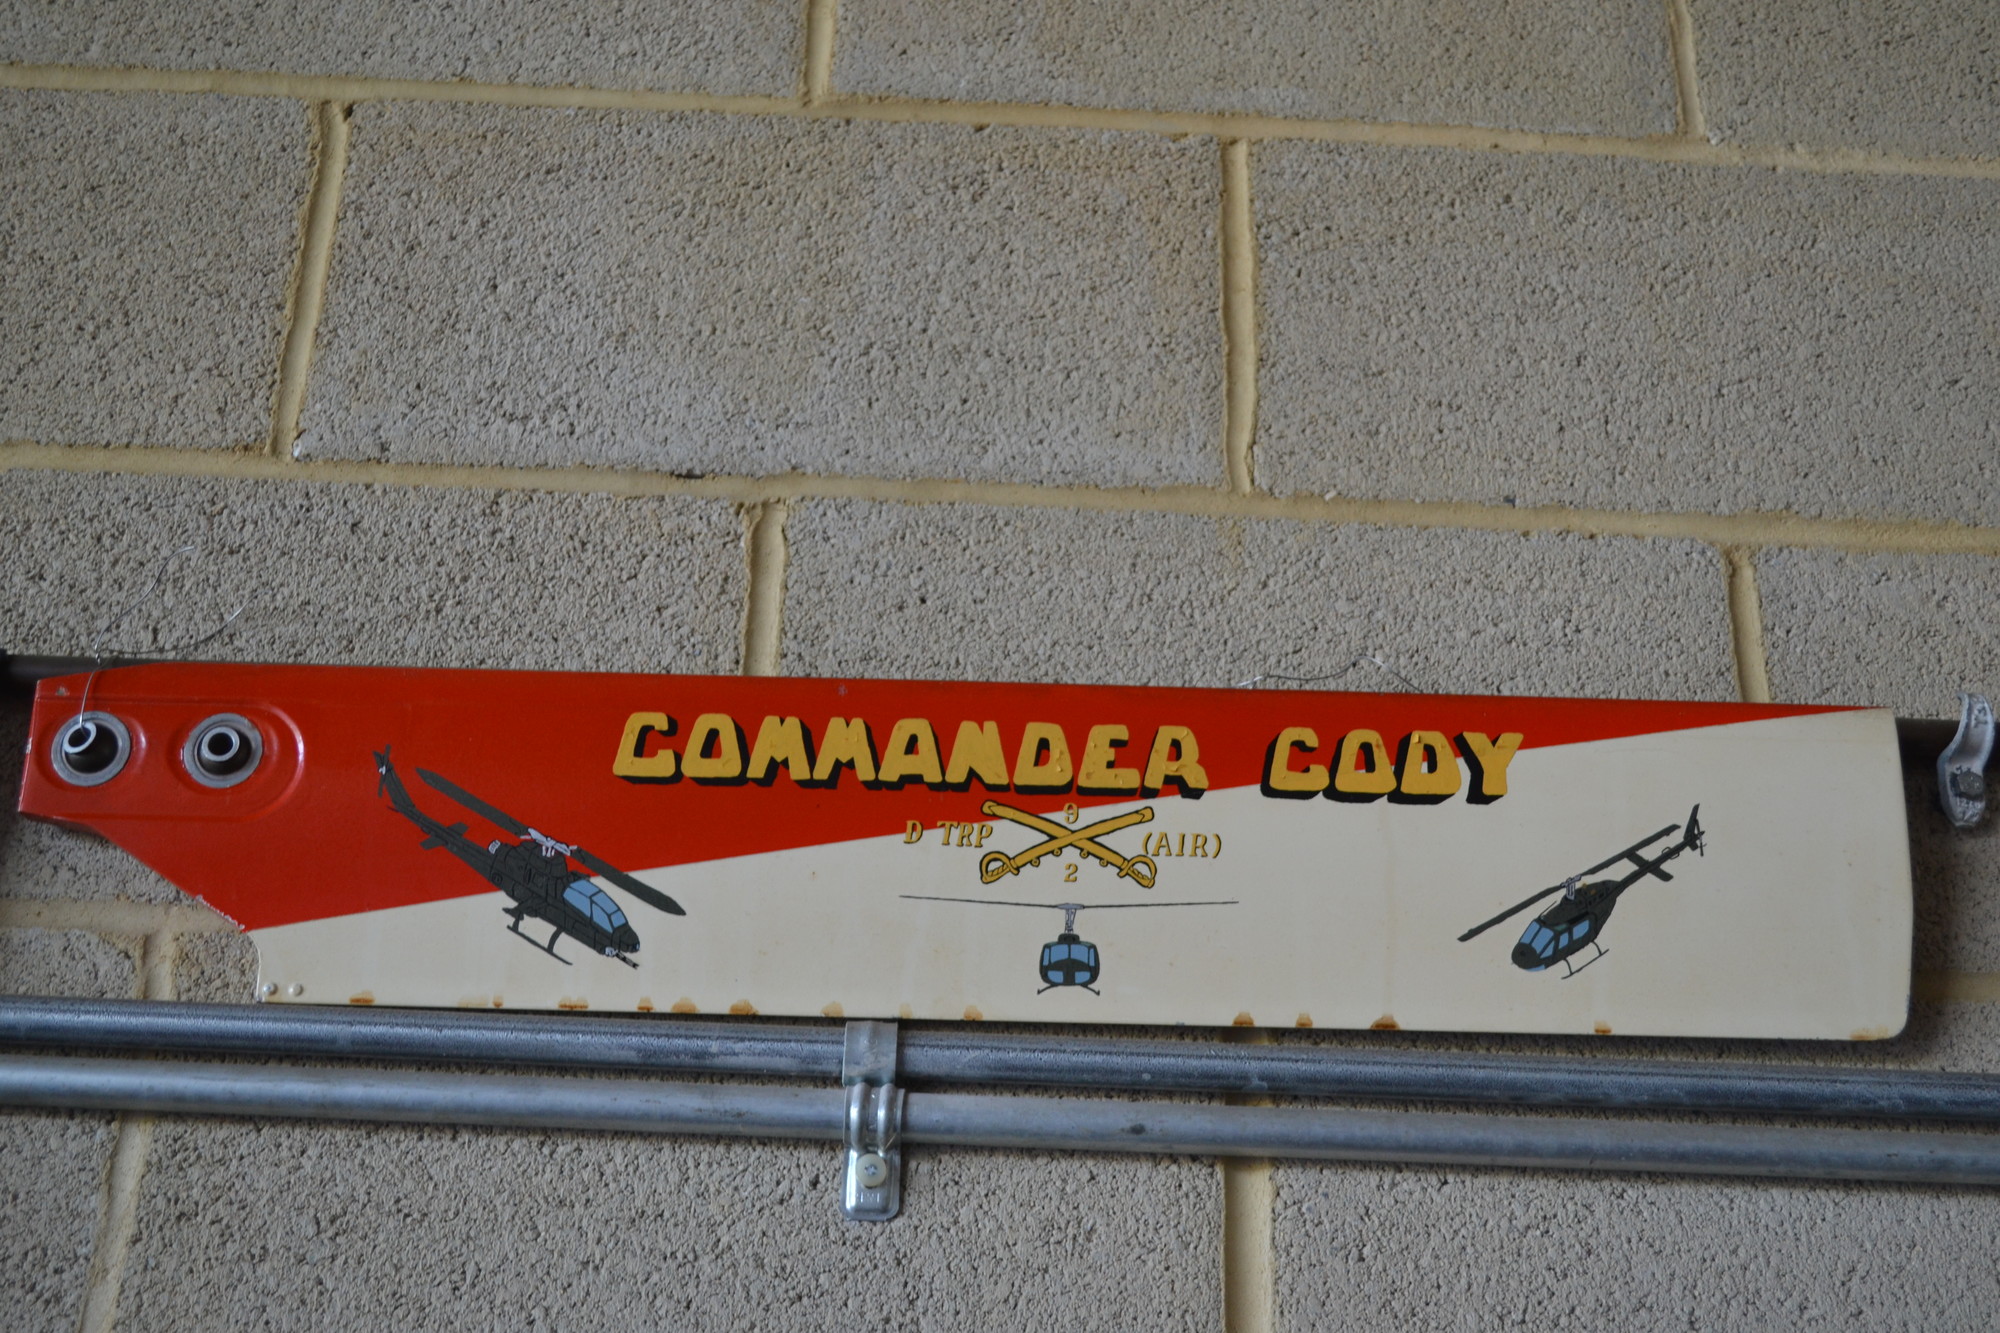 COMMANDER CODY
9
D TRP (AIR)
2